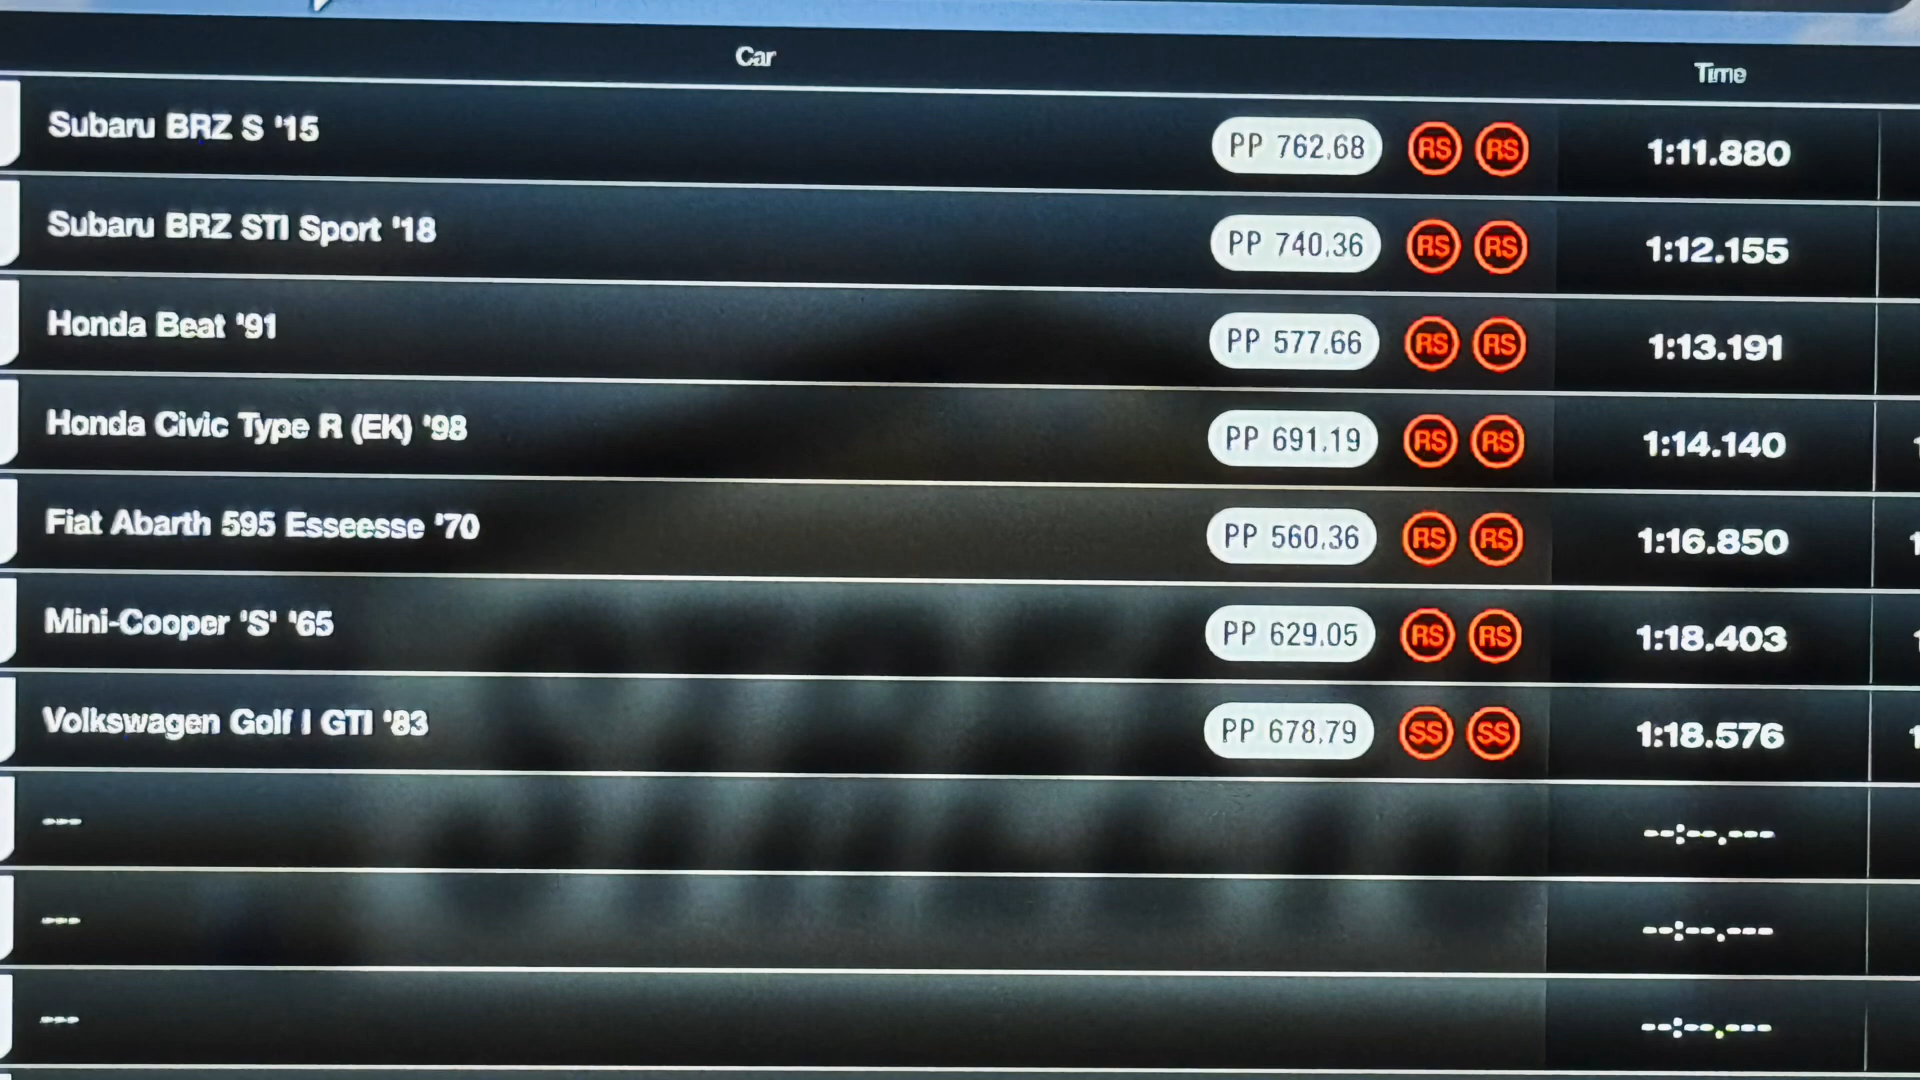 Car Time
Subaru BRZ S '15 PP 762.68 RS RS 1:11.880
Subaru BRZ STI Sport '18 PP 740.36 RS RS 1:12.155
Honda Beat '91 PP 577.66 RS RS 1:13.191
Honda Civic Type R (EK) '98 PP 691.19 RS RS 1:14.140
Fiat Abarth 595 Esseesse '70 PP 560.36 RS RS 1:16.850
Mini-Cooper 'S' '65 PP 629.05 RS RS 1:18.403
Volkswagen Golf I GTI '83 PP 678.79 SS SS 1:18.576
--- --:--.---
--- --:--.---
--- --:--.---